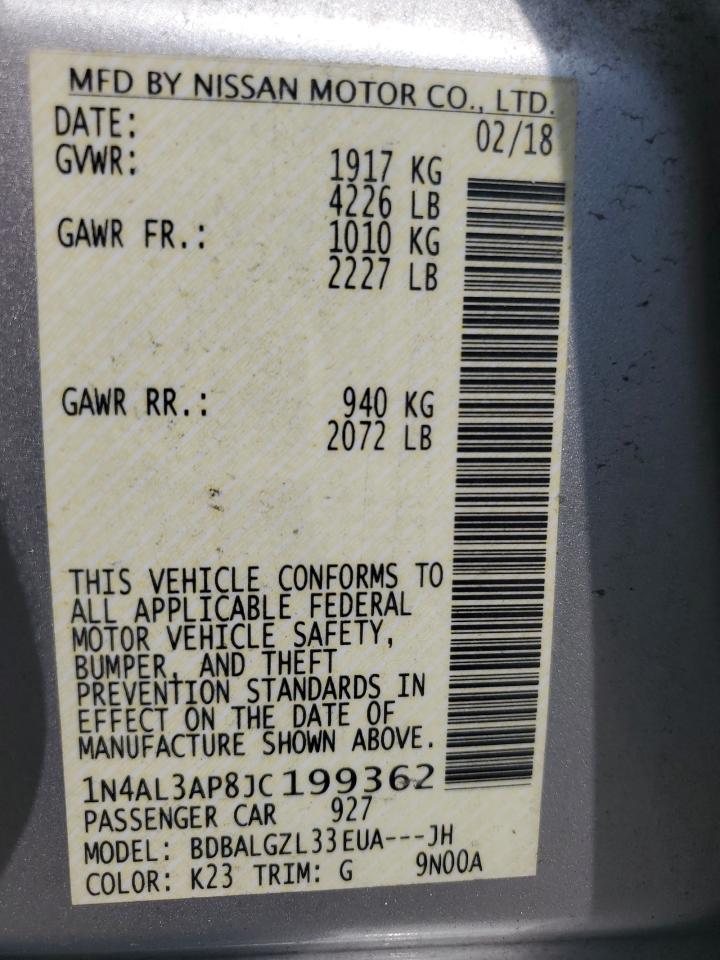 MFD BY NISSAN MOTOR CO., LTD.
DATE: 02/18
GVWR: 1917 KG
4226 LB
GAWR FR.: 1010 KG
2227 LB
GAWR RR.: 940 KG
2072 LB
THIS VEHICLE CONFORMS TO
ALL APPLICABLE FEDERAL
MOTOR VEHICLE SAFETY,
BUMPER, AND THEFT
PREVENTION STANDARDS IN
EFFECT ON THE DATE OF
MANUFACTURE SHOWN ABOVE.
1N4AL3AP8JC199362
PASSENGER CAR 927
MODEL: BDBALGZL33EUA---JH
COLOR: K23 TRIM: G 9N00A